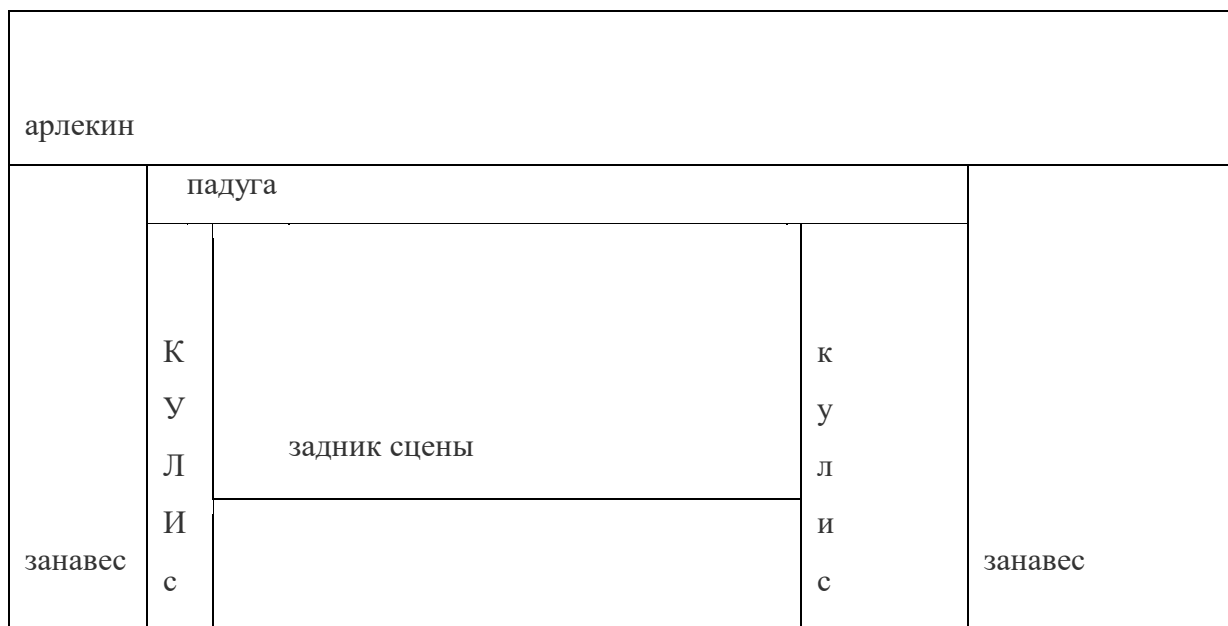 арлекин
падуга
занавес
К
У
Л
И
с
задник сцены
к
у
л
и
с
занавес